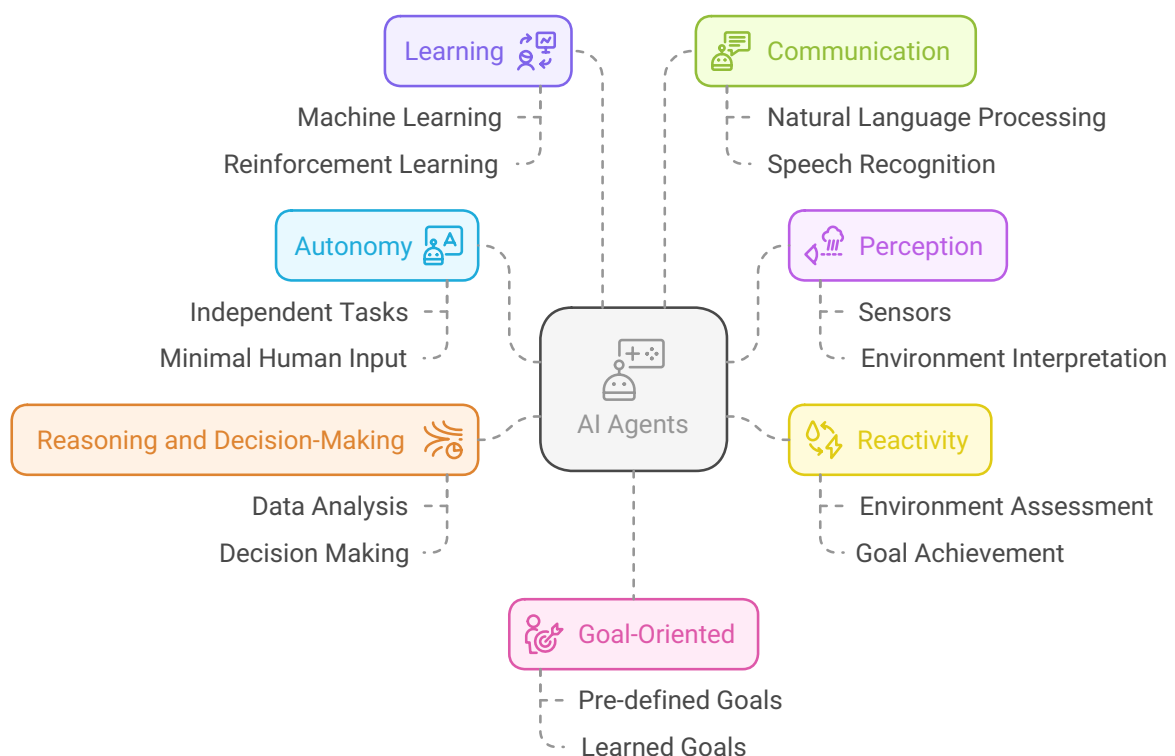 Learning
Machine Learning
Reinforcement Learning
Communication
Natural Language Processing
Speech Recognition
Autonomy
Independent Tasks
Minimal Human Input
Perception
Sensors
Environment Interpretation
AI Agents
Reasoning and Decision-Making
Data Analysis
Decision Making
Reactivity
Environment Assessment
Goal Achievement
Goal-Oriented
Pre-defined Goals
Learned Goals